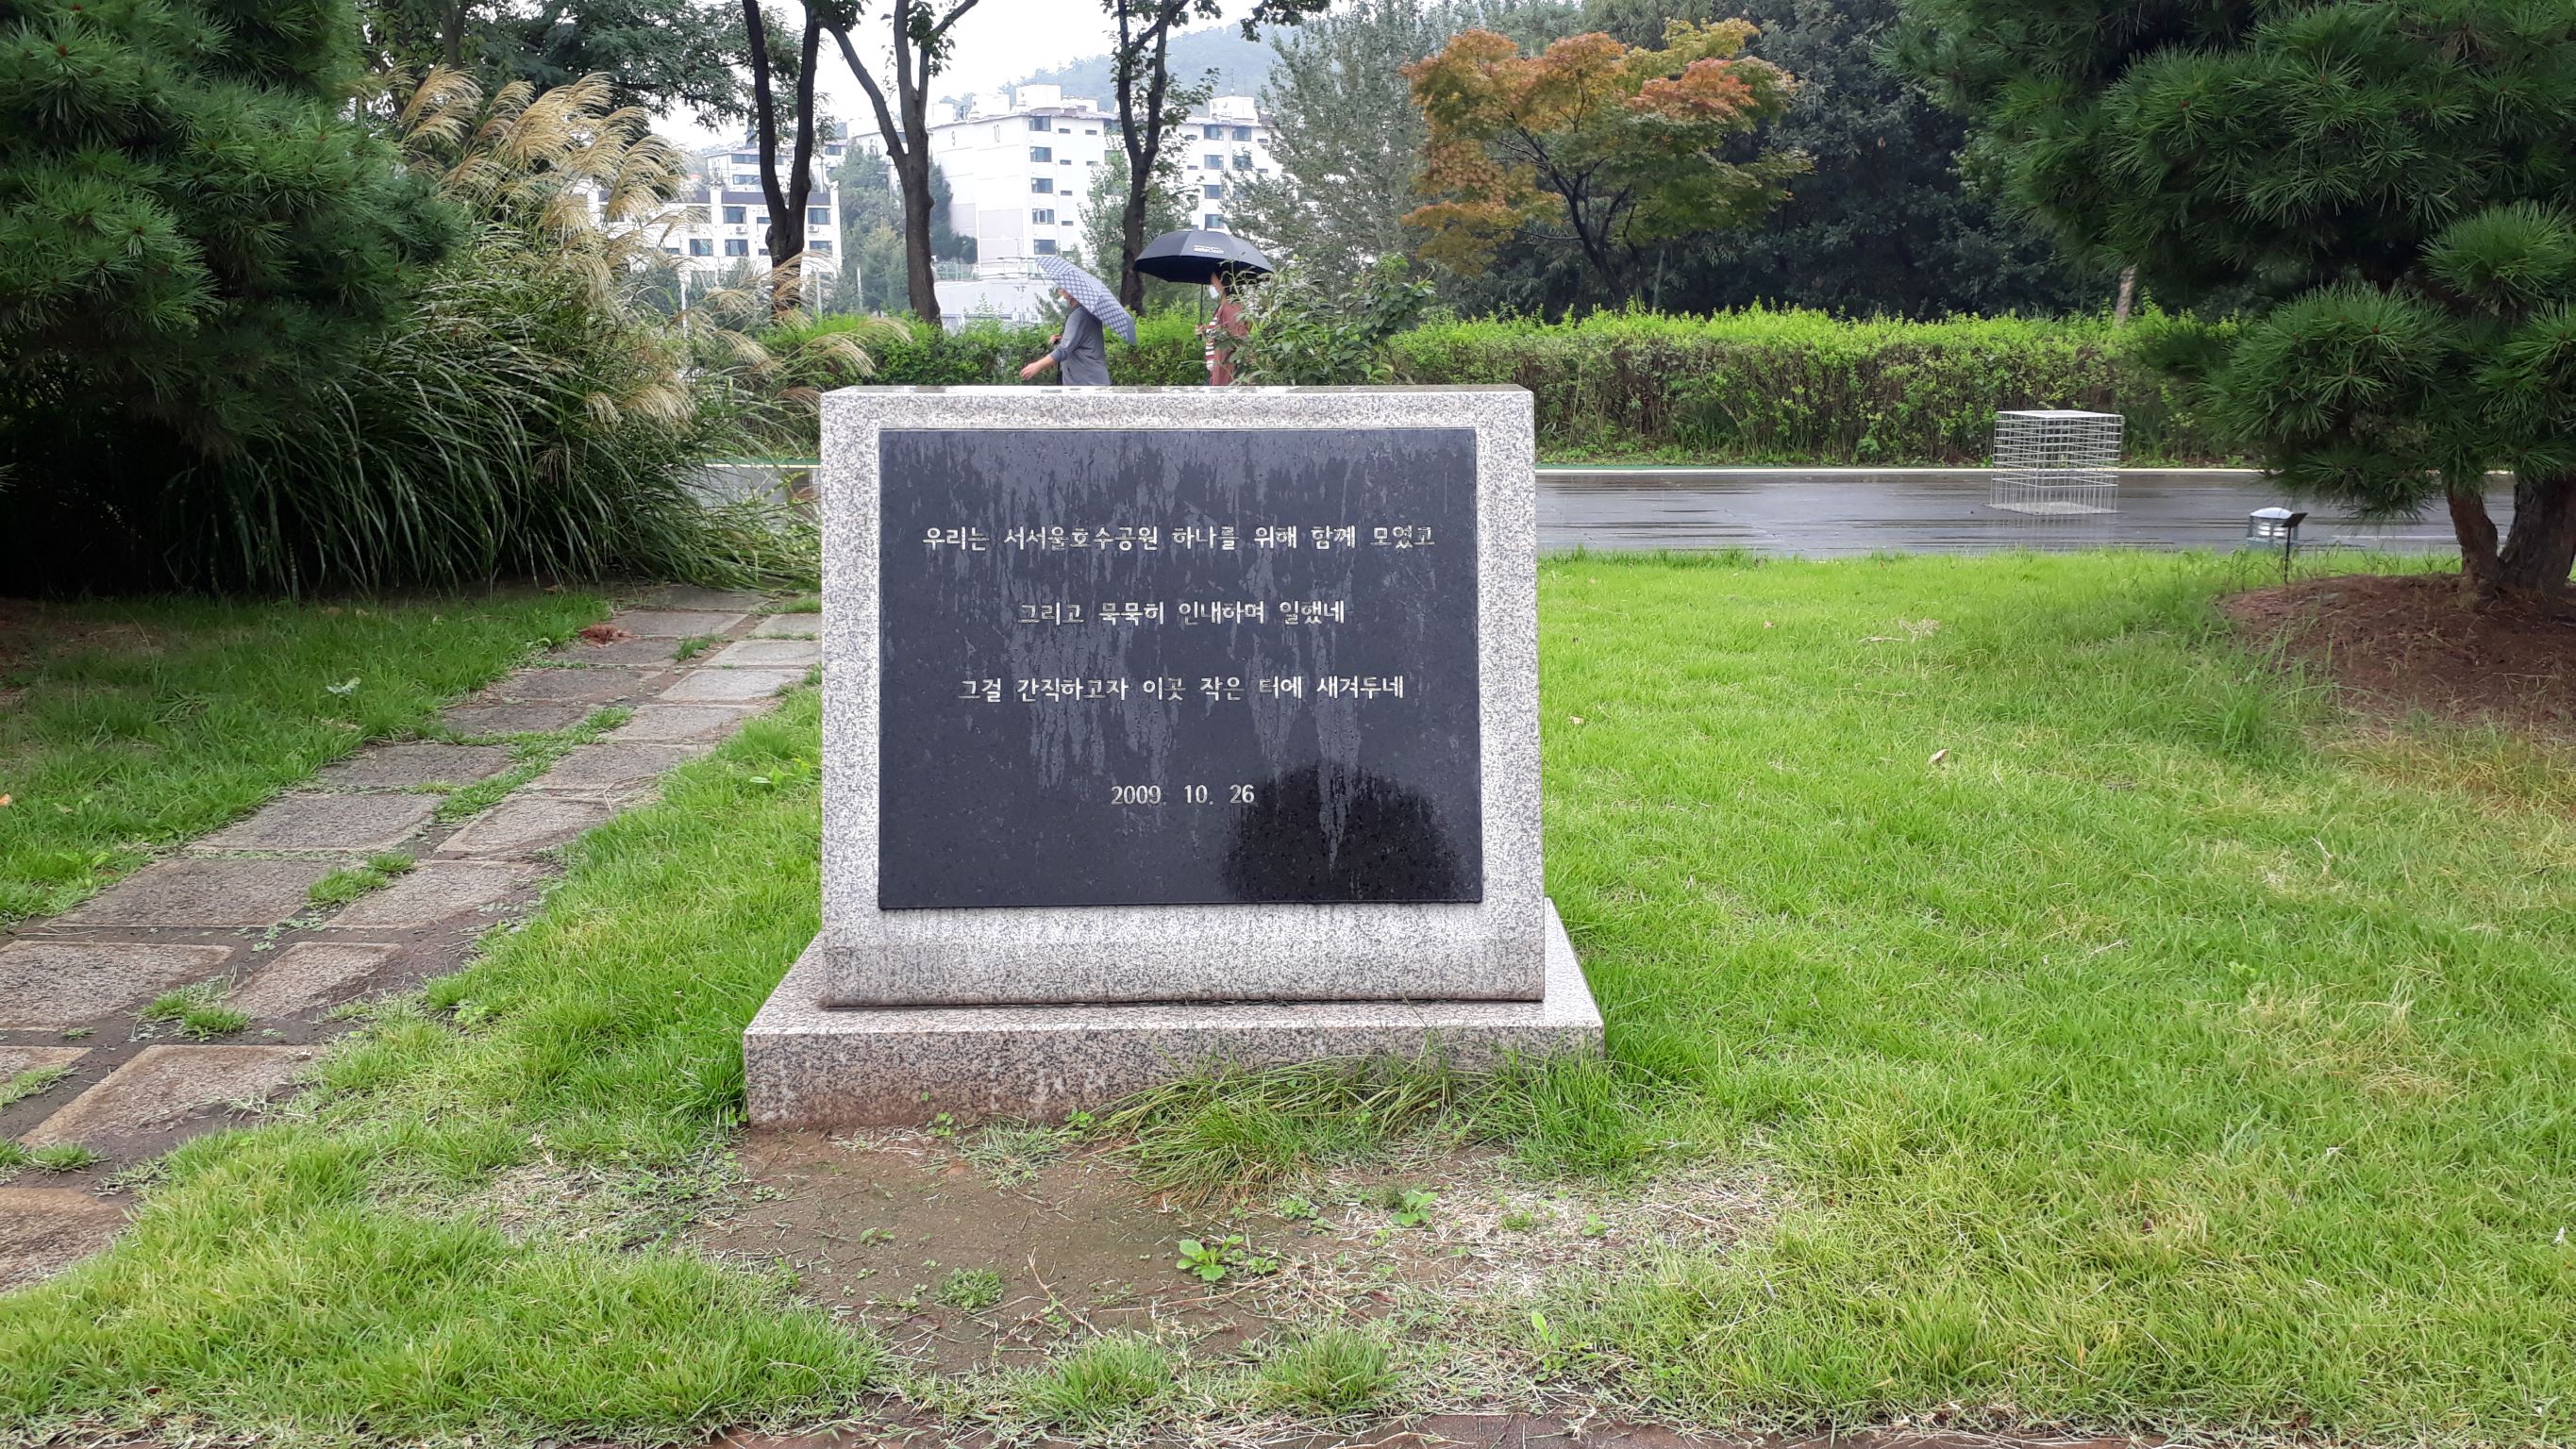 우리는 서서울호수공원 하나를 위해 함께 모였고
그리고 묵묵히 인내하며 일했네
그걸 간직하고자 이곳 작은 터에 새겨두네
2009. 10. 26
9
10